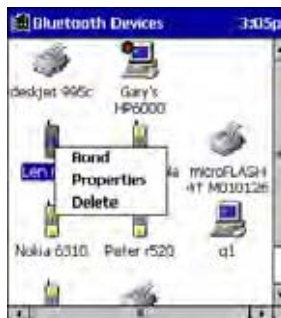 Bluetooth Devices 3:05p
deskjet 995c
Gary's
HP6000
Len
Bond
Properties
Delete
microFLASH
4T M010126
Nokia 6310
Peter r520
q1